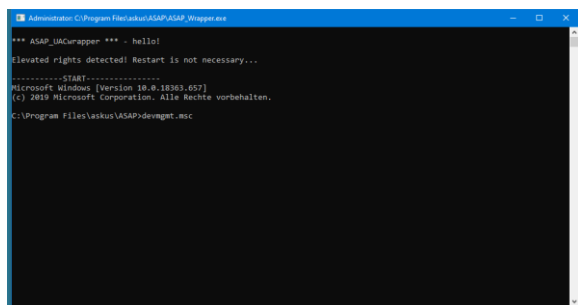 Administrator: C:\Program Files\askus\ASAP\ASAP_Wrapper.exe
*** ASAP_UACwrapper *** - hello!
Elevated rights detected! Restart is not necessary...
-----------START----------------
Microsoft Windows [Version 10.0.18363.657]
(c) 2019 Microsoft Corporation. Alle Rechte vorbehalten.
C:\Program Files\askus\ASAP>devmgmt.msc